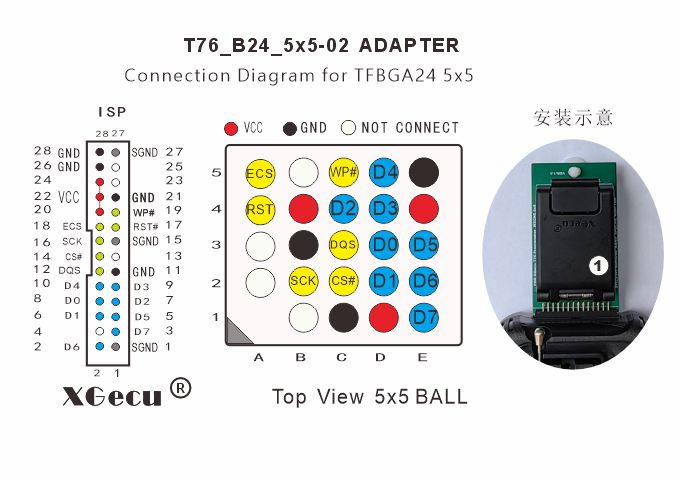 T76_B24_5x5-02 ADAPTER
Connection Diagram for TFBGA24 5x5
ISP
28 27
28 GND SGND 27
26 GND 25
24 23
22 VCC GND 21
20 WP# 19
18 ECS RST# 17
16 SCK SGND 15
14 CS# 13
12 DQS GND 11
10 D4 D3 9
8 D0 D2 7
6 D1 D5 5
4 D7 3
2 D6 SGND 1
2 1
XGecu ®
VCC GND NOT CONNECT
5 ECS WP# D4
4 RST D2 D3
3 DQS D0 D5
2 SCK CS# D1 D6
1 D7
A B C D E
Top View 5x5 BALL
安装示意
XGecu
1